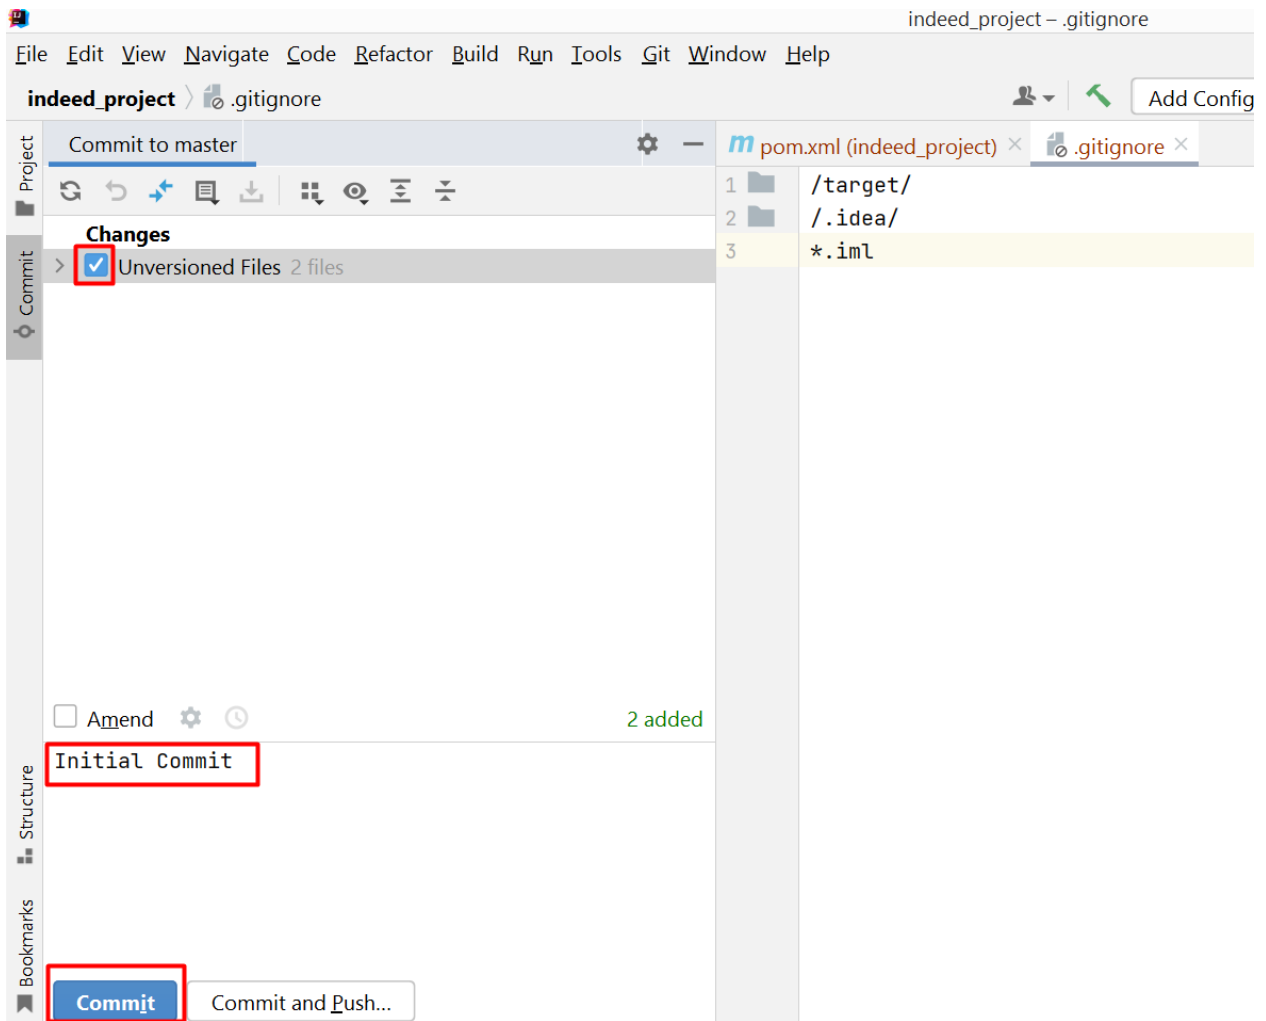 indeed_project – .gitignore
File Edit View Navigate Code Refactor Build Run Tools Git Window Help
indeed_project .gitignore
Add Config
Project
Commit
Structure
Bookmarks
Commit to master
Changes
Unversioned Files 2 files
Amend
2 added
Initial Commit
Commit
Commit and Push...
m pom.xml (indeed_project)
.gitignore
1 /target/
2 /.idea/
3 *.iml